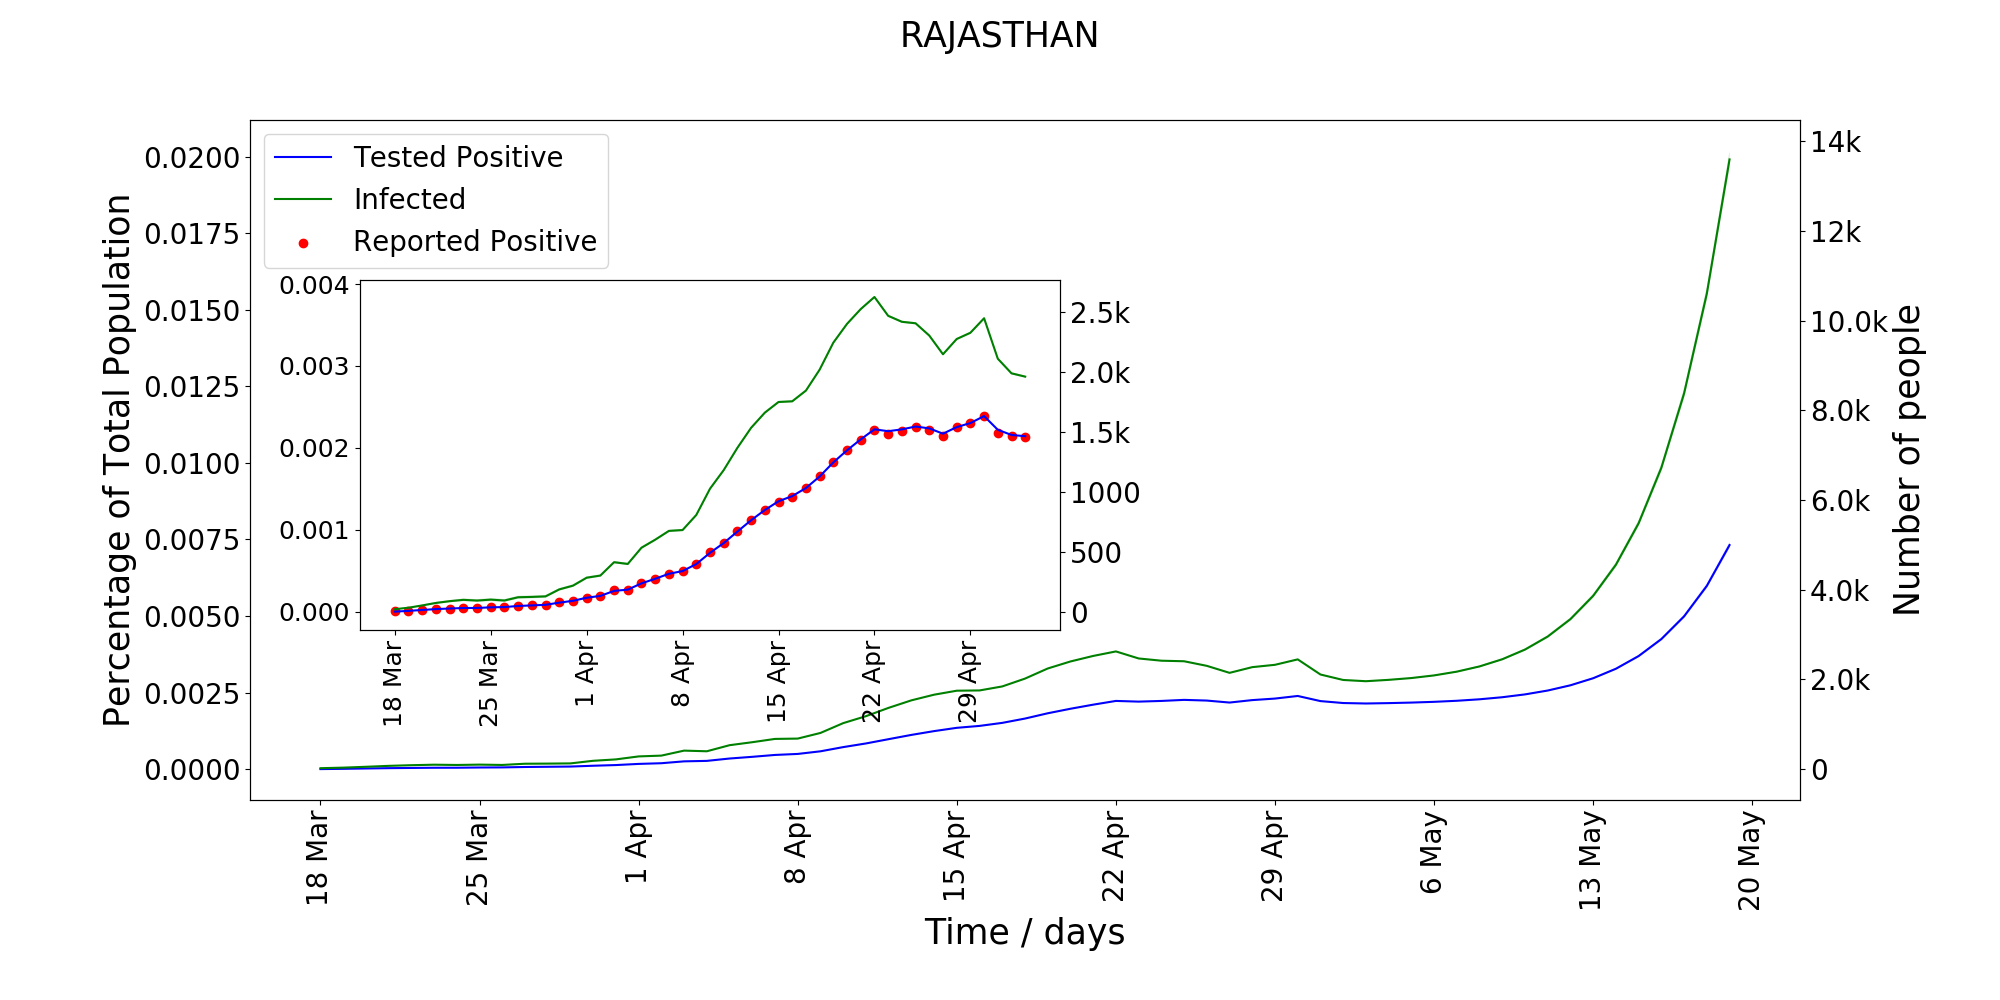 RAJASTHAN
Tested Positive
Infected
Reported Positive
Percentage of Total Population
0.0200
0.0175
0.0150
0.0125
0.0100
0.0075
0.0050
0.0025
0.0000
0.004
0.003
0.002
0.001
0.000
2.5k
2.0k
1.5k
1000
500
0
18 Mar
25 Mar
1 Apr
8 Apr
15 Apr
22 Apr
29 Apr
14k
12k
10.0k
8.0k
6.0k
4.0k
2.0k
0
Number of people
18 Mar
25 Mar
1 Apr
8 Apr
15 Apr
22 Apr
29 Apr
6 May
13 May
20 May
Time / days